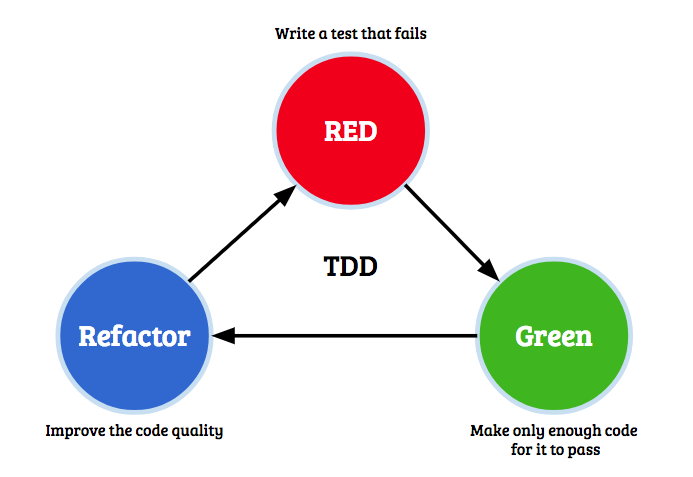 Write a test that fails
RED
TDD
Refactor
Green
Improve the code quality
Make only enough code
for it to pass